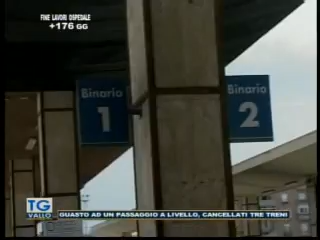 FINE LAVORI OSPEDALE
+176 GG
Binario
1
Binario
2
TG
VALLO
GUASTO AD UN PASSAGGIO A LIVELLO, CANCELLATI TRE TRENI